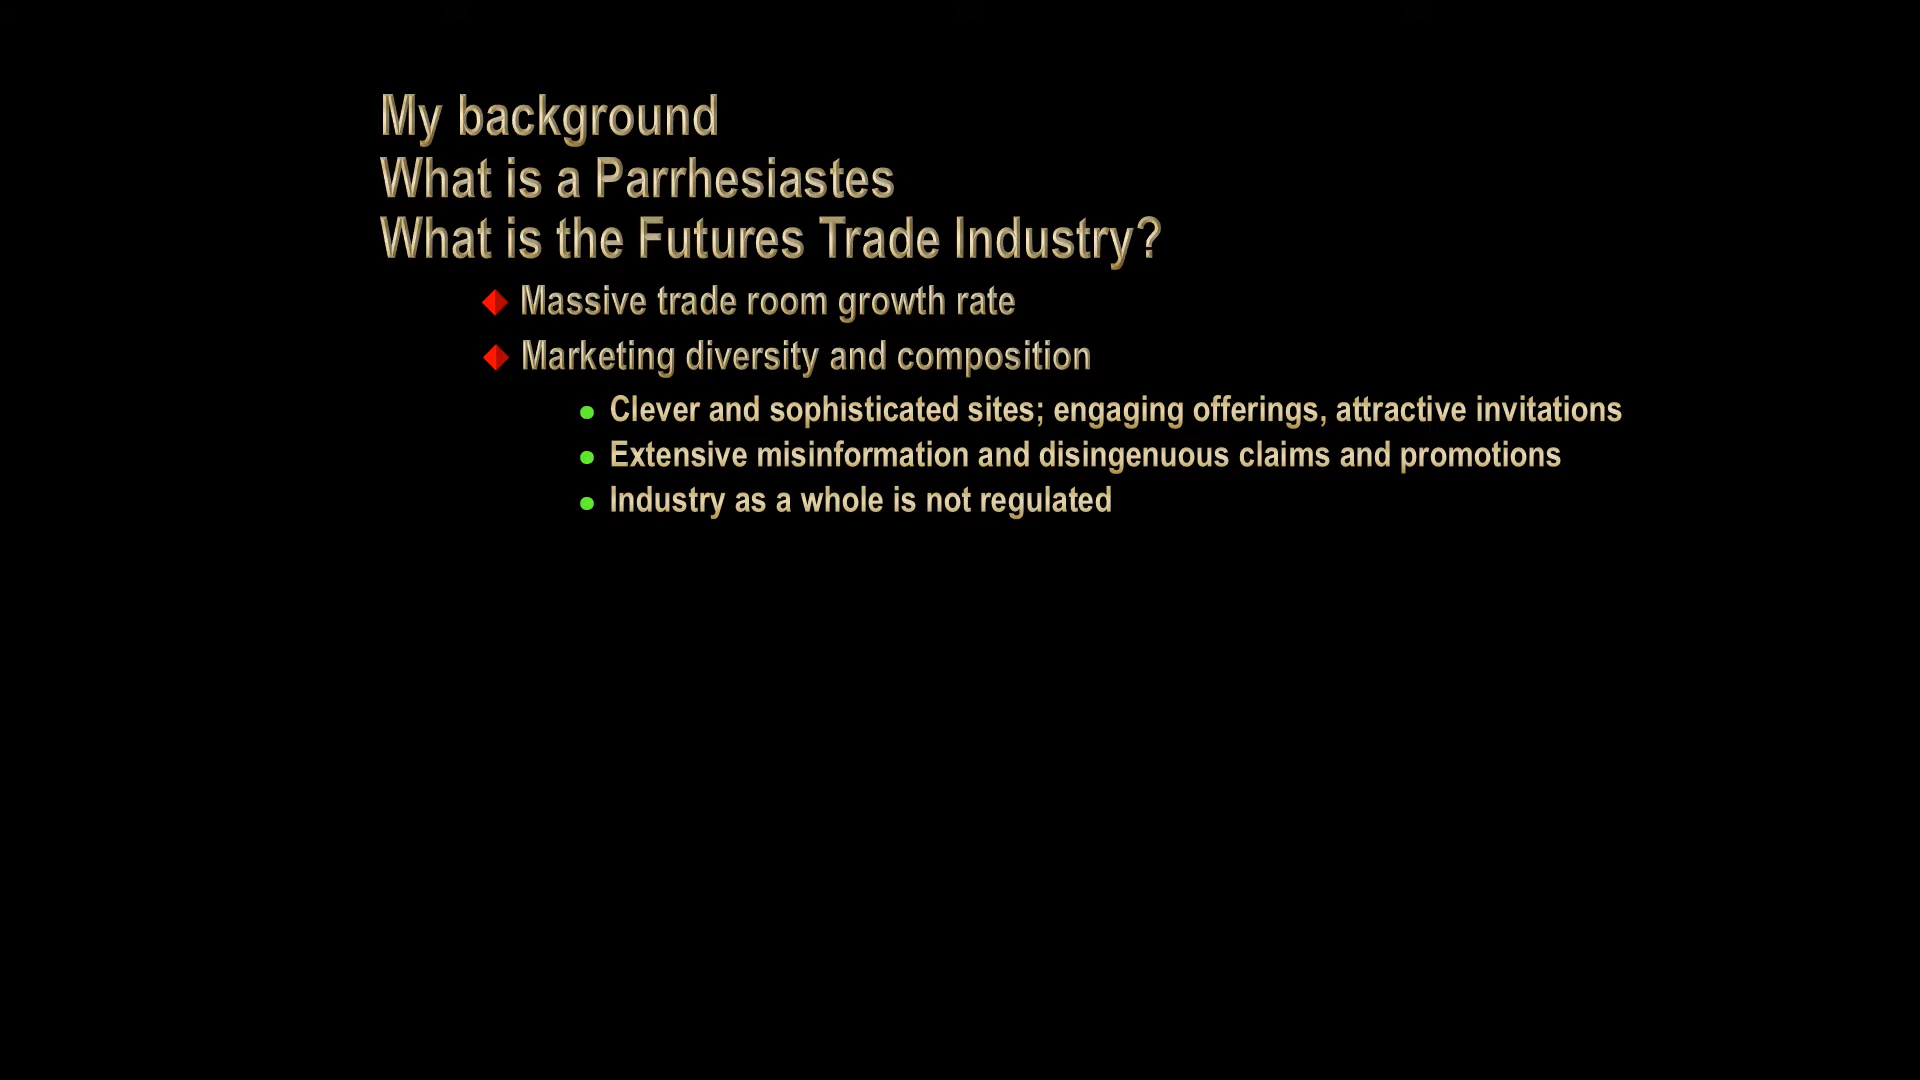 My background
What is a Parrhesiastes
What is the Futures Trade Industry?
Massive trade room growth rate
Marketing diversity and composition
Clever and sophisticated sites; engaging offerings, attractive invitations
Extensive misinformation and disingenuous claims and promotions
Industry as a whole is not regulated